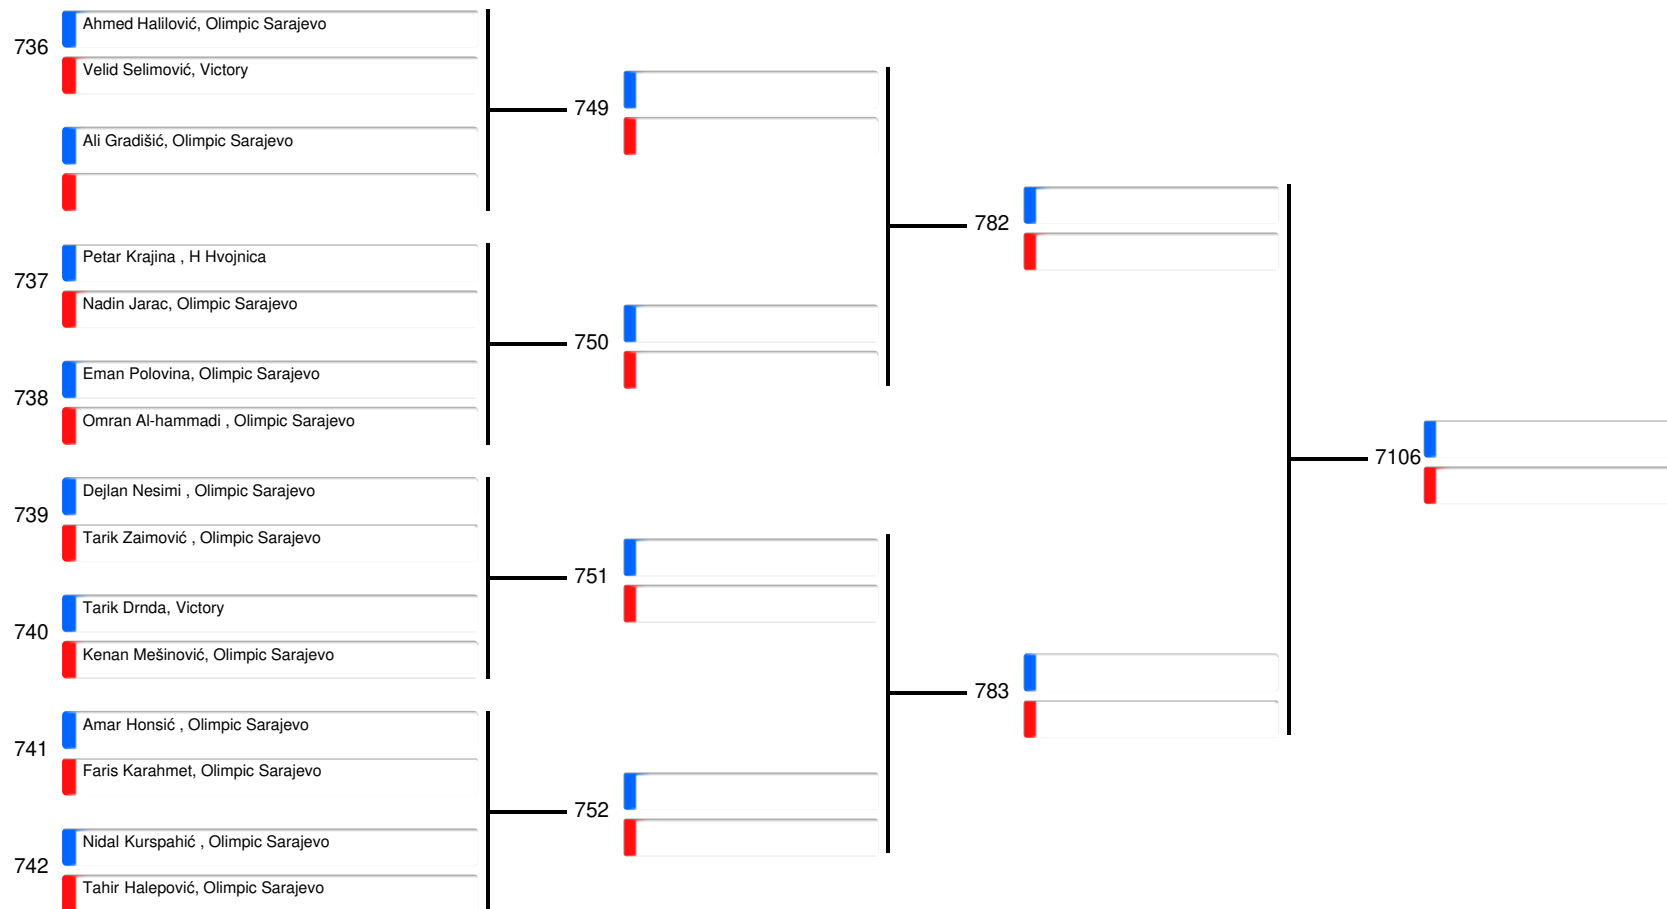 736
Ahmed Halilović, Olimpic Sarajevo
Velid Selimović, Victory
Ali Gradišić, Olimpic Sarajevo
737
Petar Krajina , H Hvojnica
Nadin Jarac, Olimpic Sarajevo
738
Eman Polovina, Olimpic Sarajevo
Omran Al-hammadi , Olimpic Sarajevo
739
Dejlan Nesimi , Olimpic Sarajevo
Tarik Zaimović , Olimpic Sarajevo
740
Tarik Drnda, Victory
Kenan Mešinović, Olimpic Sarajevo
741
Amar Honsić , Olimpic Sarajevo
Faris Karahmet, Olimpic Sarajevo
742
Nidal Kurspahić , Olimpic Sarajevo
Tahir Halepović, Olimpic Sarajevo
749
750
751
752
782
783
7106